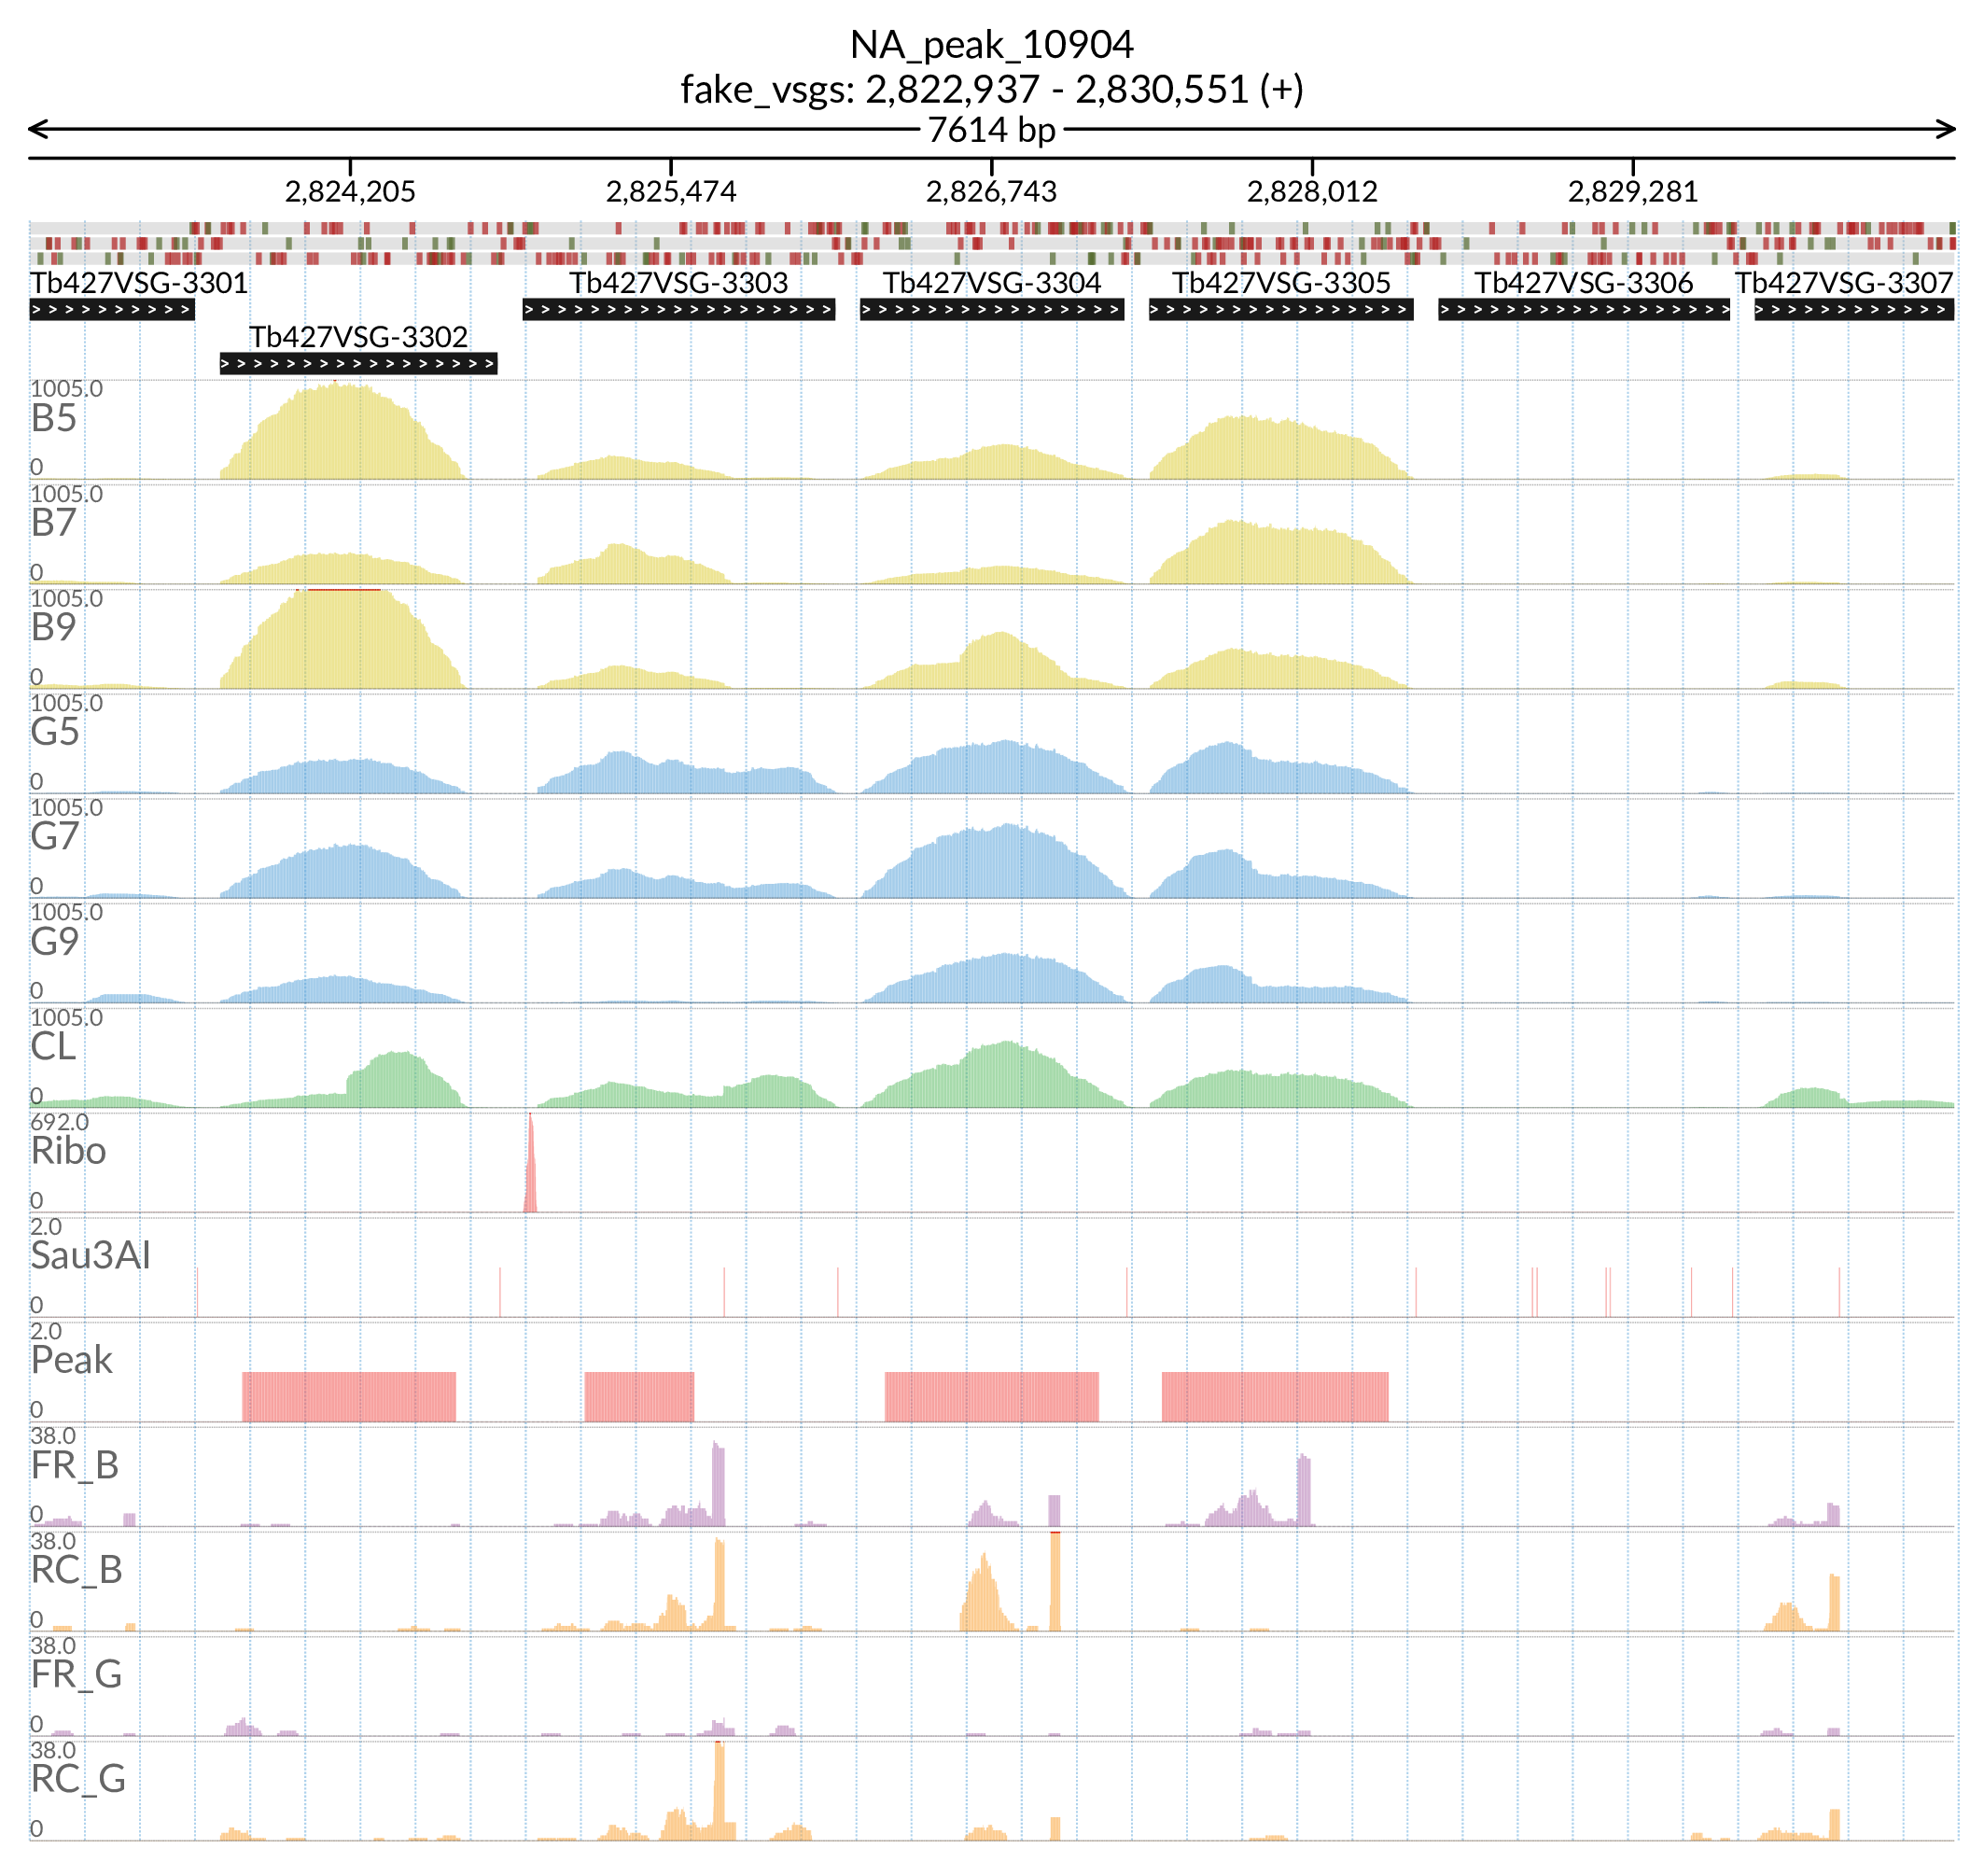 NA_peak_10904
fake_vsgs: 2,822,937 - 2,830,551 (+)
7614 bp
2,824,205 2,825,474 2,826,743 2,828,012 2,829,281
Tb427VSG-3301 Tb427VSG-3303 Tb427VSG-3304 Tb427VSG-3305 Tb427VSG-3306 Tb427VSG-3307
Tb427VSG-3302
1005.0
B5
0
1005.0
B7
0
1005.0
B9
0
1005.0
G5
0
1005.0
G7
0
1005.0
G9
0
1005.0
CL
0
692.0
Ribo
0
2.0
Sau3AI
0
2.0
Peak
0
38.0
FR_B
0
38.0
RC_B
0
38.0
FR_G
0
38.0
RC_G
0